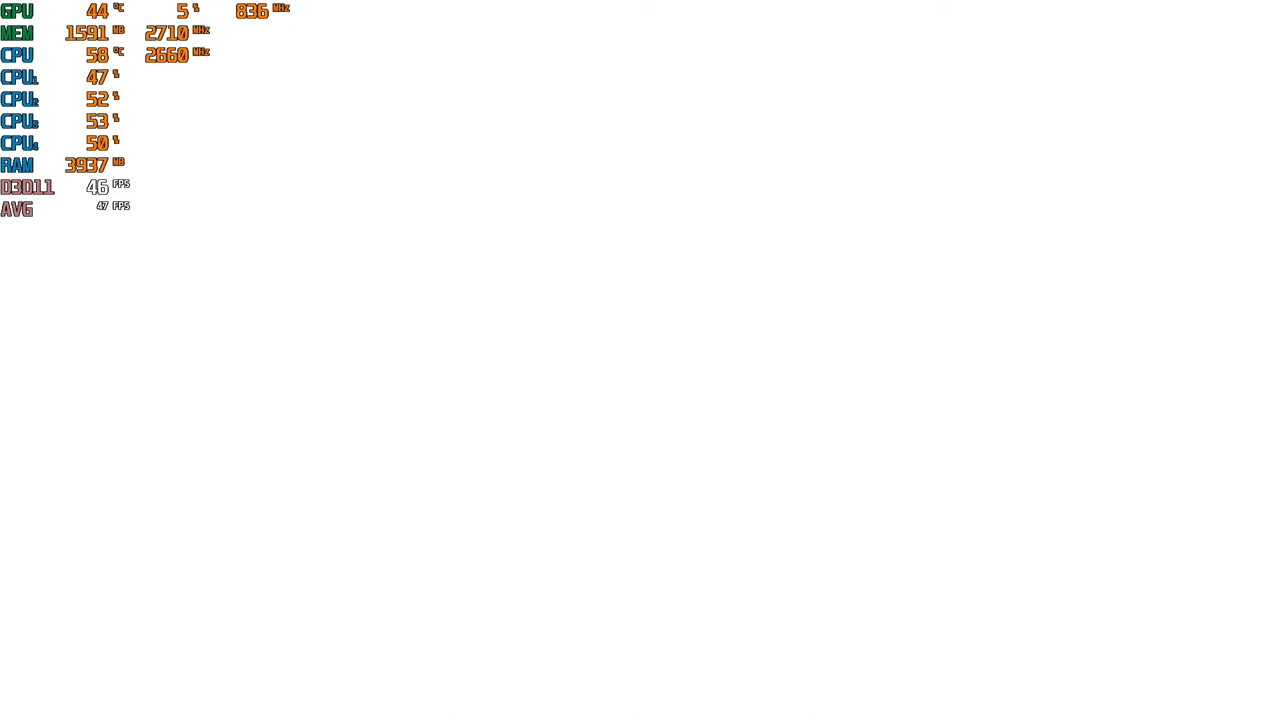 GPU 44 °C 5 % 836 MHz
MEM 1591 MB 2710 MHz
CPU 58 °C 2660 MHz
CPU1 47 %
CPU2 52 %
CPU3 53 %
CPU4 50 %
RAM 3937 MB
D3D11 46 FPS
AVG 47 FPS